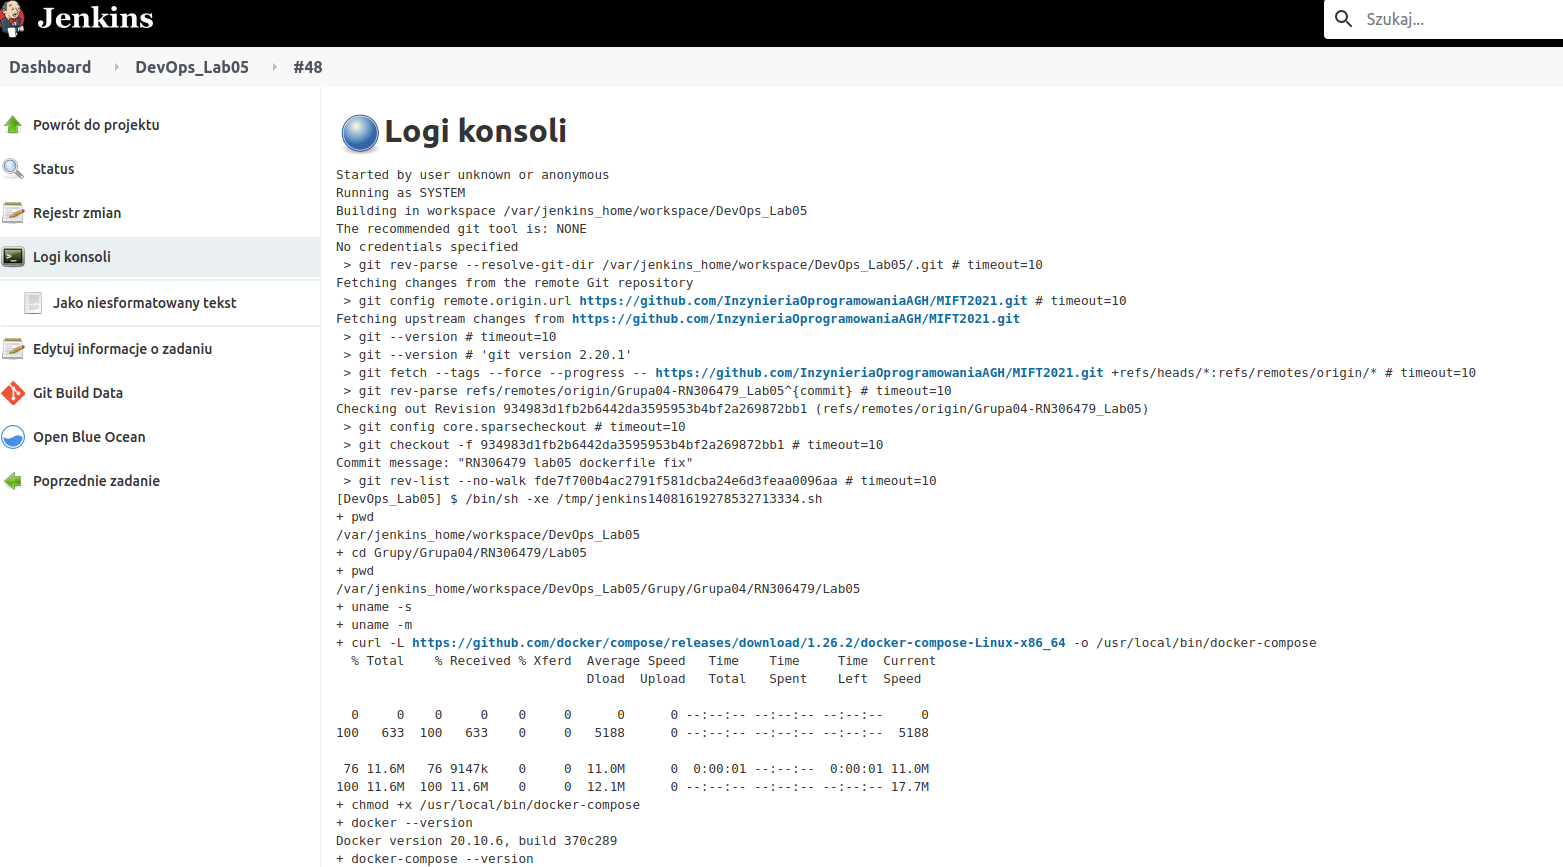 Jenkins
Szukaj...
Dashboard DevOps_Lab05 #48
Powrót do projektu
Status
Rejestr zmian
Logi konsoli
Jako niesformatowany tekst
Edytuj informacje o zadaniu
Git Build Data
Open Blue Ocean
Poprzednie zadanie
Logi konsoli
Started by user unknown or anonymous
Running as SYSTEM
Building in workspace /var/jenkins_home/workspace/DevOps_Lab05
The recommended git tool is: NONE
No credentials specified
 > git rev-parse --resolve-git-dir /var/jenkins_home/workspace/DevOps_Lab05/.git # timeout=10
Fetching changes from the remote Git repository
 > git config remote.origin.url https://github.com/InzynieriaOprogramowaniaAGH/MIFT2021.git # timeout=10
Fetching upstream changes from https://github.com/InzynieriaOprogramowaniaAGH/MIFT2021.git
 > git --version # timeout=10
 > git --version # 'git version 2.20.1'
 > git fetch --tags --force --progress -- https://github.com/InzynieriaOprogramowaniaAGH/MIFT2021.git +refs/heads/*:refs/remotes/origin/* # timeout=10
 > git rev-parse refs/remotes/origin/Grupa04-RN306479_Lab05^{commit} # timeout=10
Checking out Revision 934983d1fb2b6442da3595953b4bf2a269872bb1 (refs/remotes/origin/Grupa04-RN306479_Lab05)
 > git config core.sparsecheckout # timeout=10
 > git checkout -f 934983d1fb2b6442da3595953b4bf2a269872bb1 # timeout=10
Commit message: "RN306479 lab05 dockerfile fix"
 > git rev-list --no-walk fde7f700b4ac2791f581dcba24e6d3feaa0096aa # timeout=10
[DevOps_Lab05] $ /bin/sh -xe /tmp/jenkins14081619278532713334.sh
+ pwd
/var/jenkins_home/workspace/DevOps_Lab05
+ cd Grupy/Grupa04/RN306479/Lab05
+ pwd
/var/jenkins_home/workspace/DevOps_Lab05/Grupy/Grupa04/RN306479/Lab05
+ uname -s
+ uname -m
+ curl -L https://github.com/docker/compose/releases/download/1.26.2/docker-compose-Linux-x86_64 -o /usr/local/bin/docker-compose
  % Total    % Received % Xferd  Average Speed   Time    Time     Time  Current
                                 Dload  Upload   Total   Spent    Left  Speed
  0     0    0     0    0     0      0      0 --:--:-- --:--:-- --:--:--     0
100   633  100   633    0     0   5188      0 --:--:-- --:--:-- --:--:--  5188
 76 11.6M   76 9147k    0     0  11.0M      0  0:00:01 --:--:--  0:00:01 11.0M
100 11.6M  100 11.6M    0     0  12.1M      0 --:--:-- --:--:-- --:--:-- 17.7M
+ chmod +x /usr/local/bin/docker-compose
+ docker --version
Docker version 20.10.6, build 370c289
+ docker-compose --version